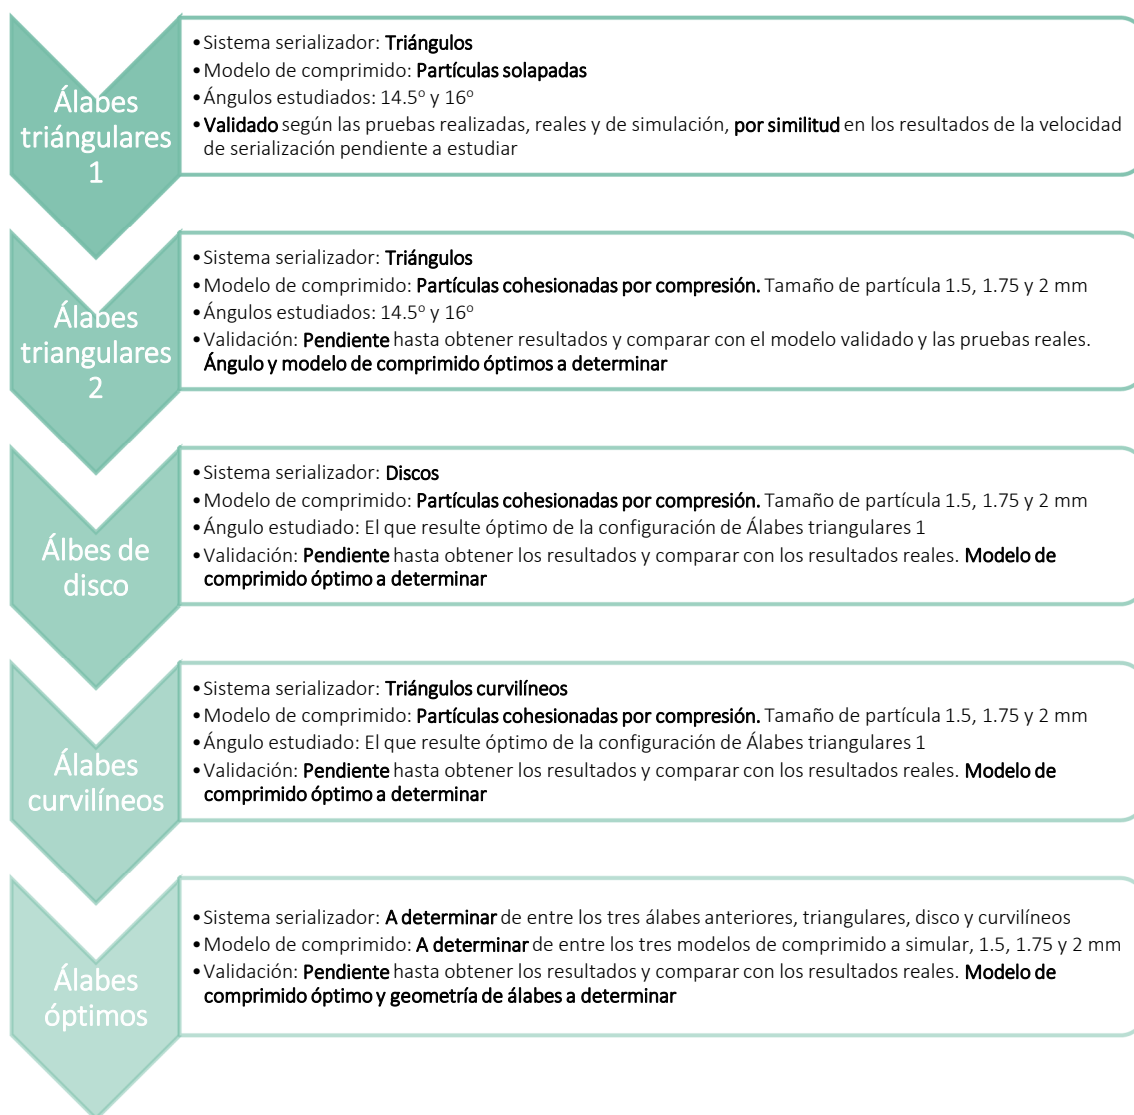 Álabes
triángulares
1
•Sistema serializador: Triángulos
•Modelo de comprimido: Partículas solapadas
•Ángulos estudiados: 14.5º y 16º
•Validado según las pruebas realizadas, reales y de simulación, por similitud en los resultados de la velocidad
de serialización pendiente a estudiar
Álabes
triangulares
2
•Sistema serializador: Triángulos
•Modelo de comprimido: Partículas cohesionadas por compresión. Tamaño de partícula 1.5, 1.75 y 2 mm
•Ángulos estudiados: 14.5º y 16º
•Validación: Pendiente hasta obtener resultados y comparar con el modelo validado y las pruebas reales.
Ángulo y modelo de comprimido óptimos a determinar
Álbes de
disco
•Sistema serializador: Discos
•Modelo de comprimido: Partículas cohesionadas por compresión. Tamaño de partícula 1.5, 1.75 y 2 mm
•Ángulo estudiado: El que resulte óptimo de la configuración de Álabes triangulares 1
•Validación: Pendiente hasta obtener los resultados y comparar con los resultados reales. Modelo de
comprimido óptimo a determinar
Álabes
curvilíneos
•Sistema serializador: Triángulos curvilíneos
•Modelo de comprimido: Partículas cohesionadas por compresión. Tamaño de partícula 1.5, 1.75 y 2 mm
•Ángulo estudiado: El que resulte óptimo de la configuración de Álabes triangulares 1
•Validación: Pendiente hasta obtener los resultados y comparar con los resultados reales. Modelo de
comprimido óptimo a determinar
Álabes
óptimos
•Sistema serializador: A determinar de entre los tres álabes anteriores, triangulares, disco y curvilíneos
•Modelo de comprimido: A determinar de entre los tres modelos de comprimido a simular, 1.5, 1.75 y 2 mm
•Validación: Pendiente hasta obtener los resultados y comparar con los resultados reales. Modelo de
comprimido óptimo y geometría de álabes a determinar